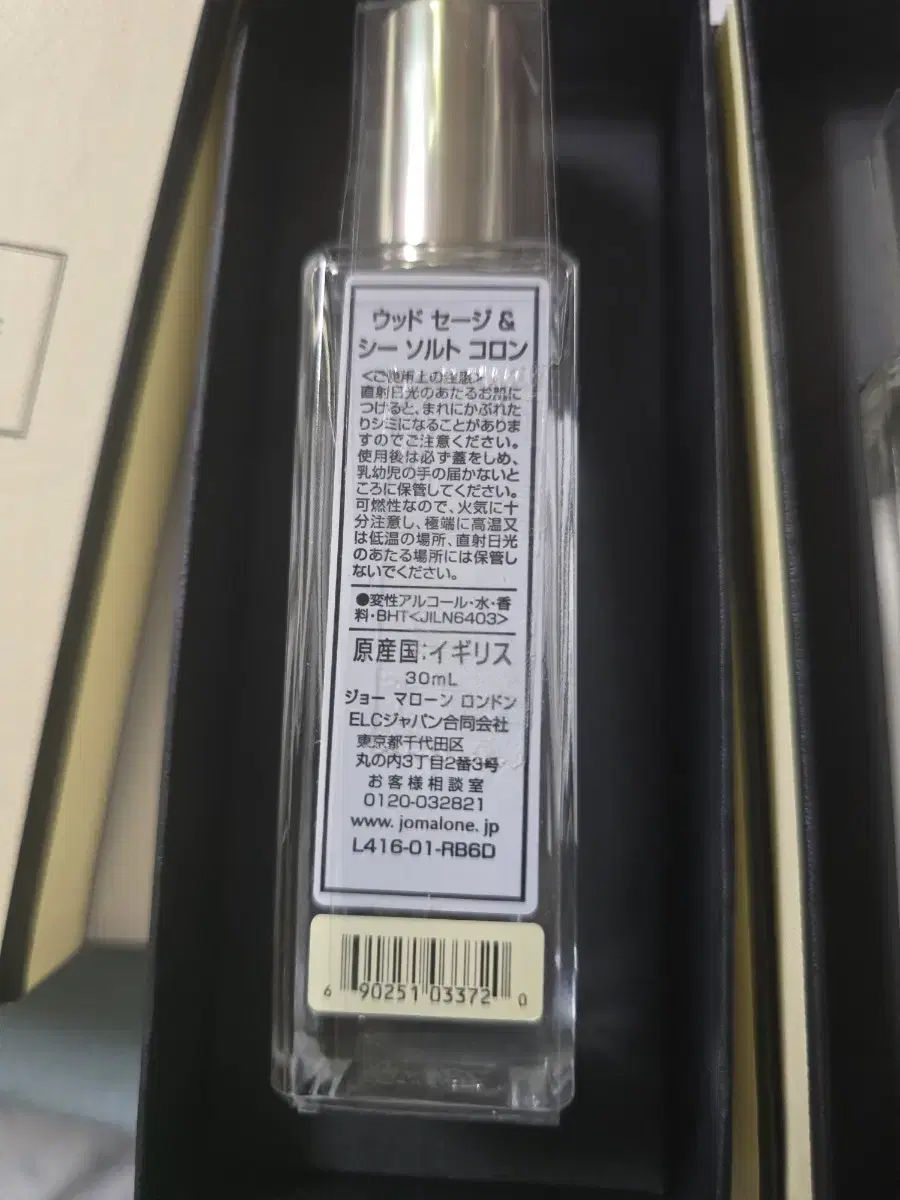 ウッド セージ &
シー ソルト コロン
<ご使用上の注意>
直射日光のあたるお肌に
つけると、まれにかぶれた
りシミになることがありま
すのでご注意ください。
使用後は必ず蓋をしめ、
乳幼児の手の届かないと
ころに保管してください。
可燃性なので、火気に十
分注意し、極端に高温又
は低温の場所、直射日光
のあたる場所には保管し
ないでください。
●変性アルコール・水・香
料・BHT<JILN6403>
原産国:イギリス
30mL
ジョー マローン ロンドン
ELCジャパン合同会社
東京都千代田区
丸の内3丁目2番3号
お客様相談室
0120-032821
www. jomalone. jp
L416-01-RB6D
6 90251 03372 0